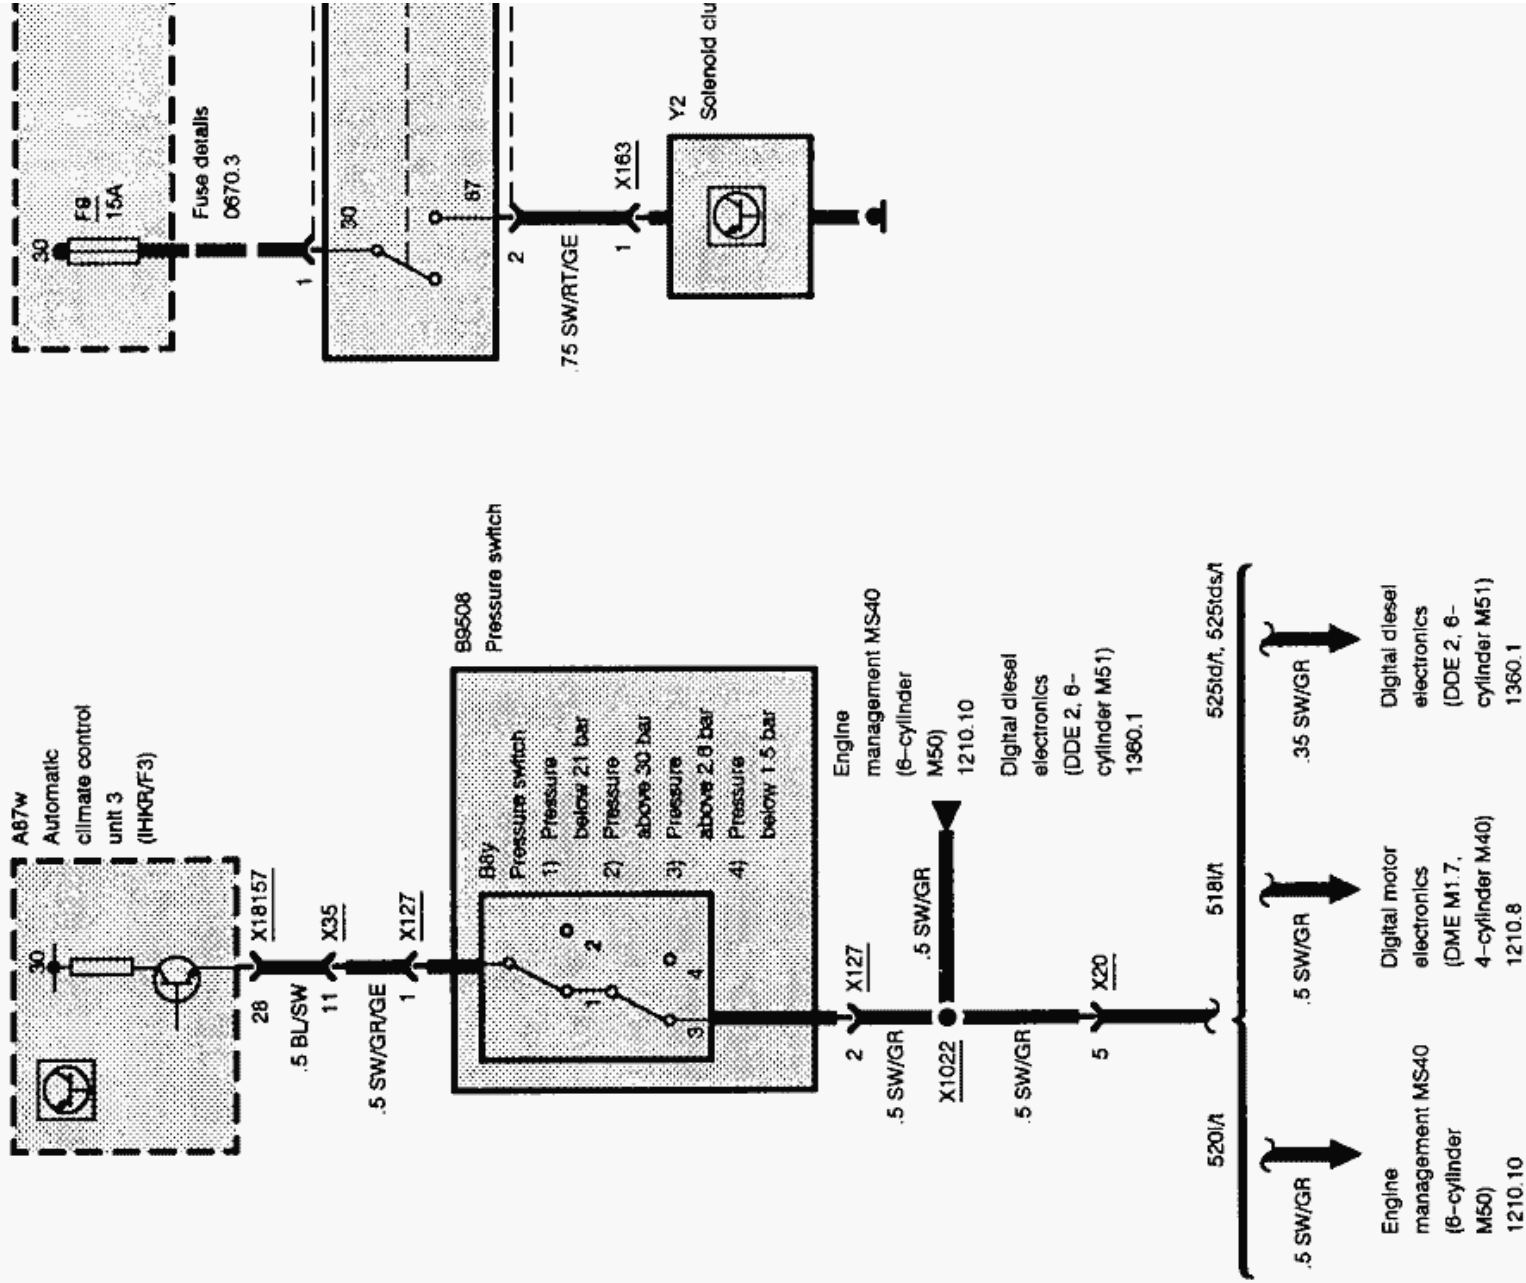 30
F9
15A
Fuse details
0670.3
1
30
87
2
.75 SW/RT/GE
1
X163
Y2
Solenoid clu
A87w
Automatic
climate control
unit 3
(IHKR/F3)
30
28
X18157
.5 BL/SW
11
X35
.5 SW/GR/GE
1
X127
B9508
Pressure switch
B8y
Pressure switch
1) Pressure
below 21 bar
2) Pressure
above 30 bar
3) Pressure
above 2.8 bar
4) Pressure
below 1.5 bar
1
2
3
4
2
X127
.5 SW/GR
X1022
.5 SW/GR
Engine
management MS40
(6-cylinder
M50)
1210.10
Digital diesel
electronics
(DDE 2, 6-
cylinder M51)
1360.1
.5 SW/GR
5
X20
520i/t
518i/t
525td/t, 525tds/t
.5 SW/GR
Engine
management MS40
(6-cylinder
M50)
1210.10
.5 SW/GR
Digital motor
electronics
(DME M1.7,
4-cylinder M40)
1210.8
.35 SW/GR
Digital diesel
electronics
(DDE 2, 6-
cylinder M51)
1360.1